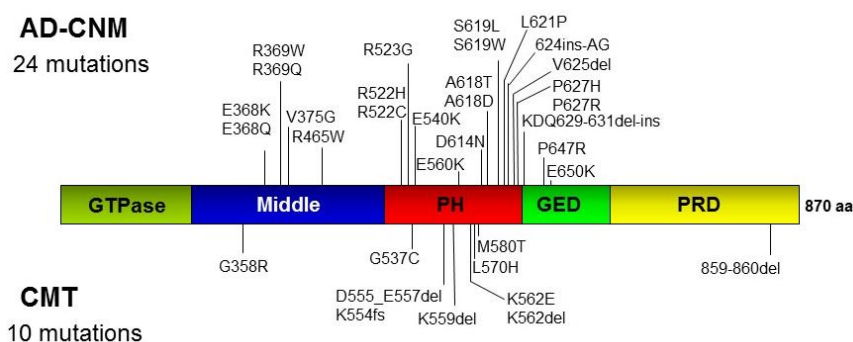 AD-CNM
24 mutations
E368K
E368Q
R369W
R369Q
V375G
R465W
R523G
R522H
R522C
E540K
E560K
D614N
A618T
A618D
S619L
S619W
L621P
624ins-AG
V625del
P627H
P627R
KDQ629-631del-ins
P647R
E650K
GTPase Middle PH GED PRD 870 aa
G358R
G537C
D555_E557del
K554fs
K559del
M580T
L570H
K562E
K562del
859-860del
CMT
10 mutations